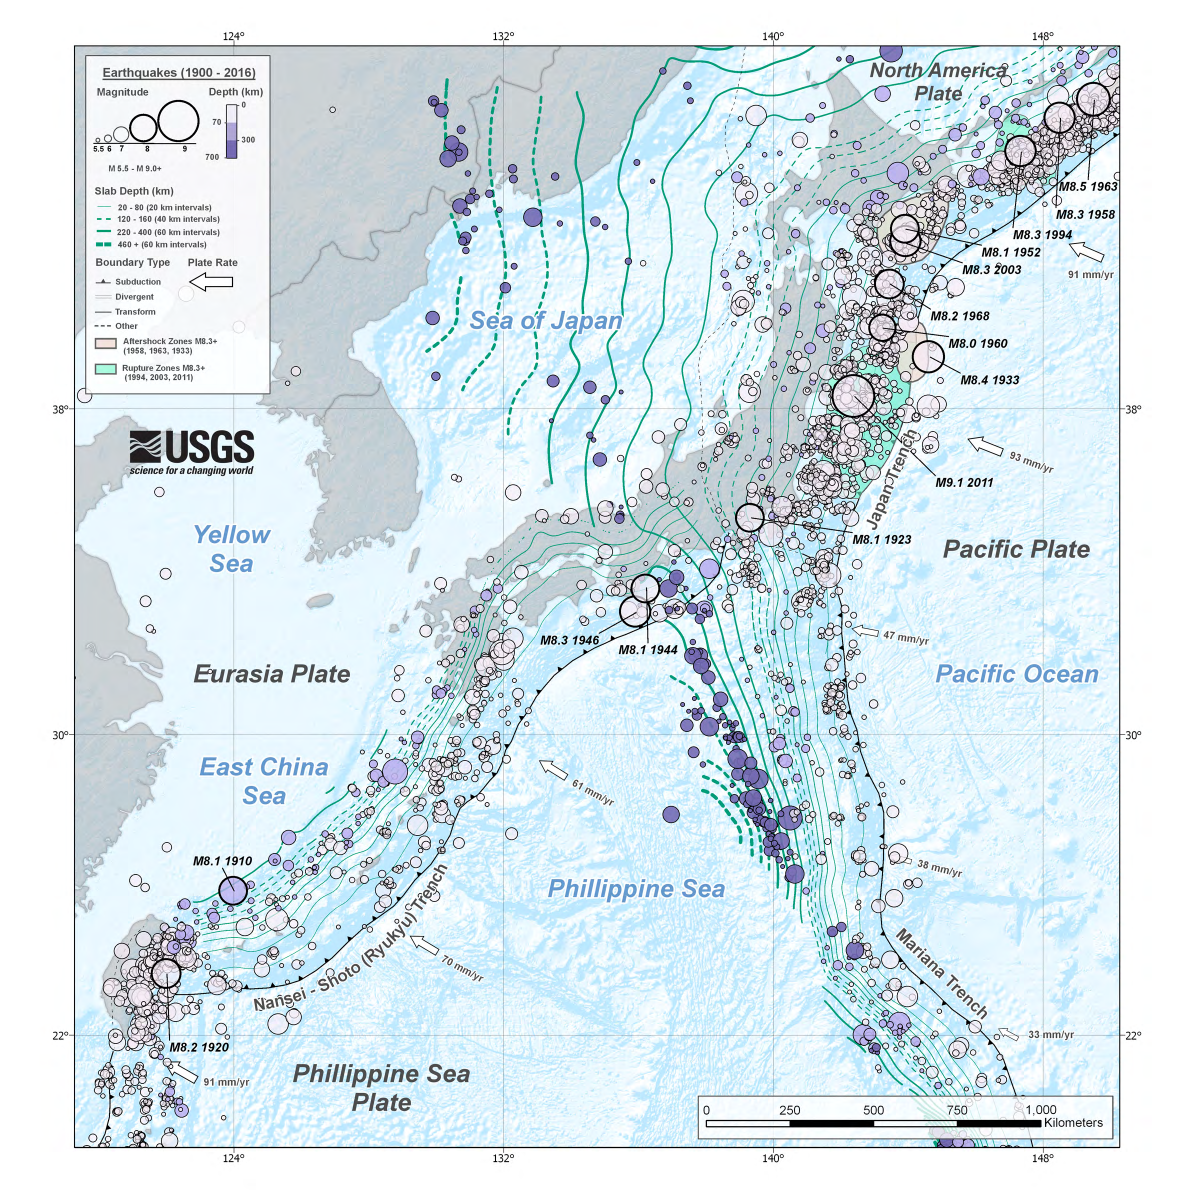 124°
132°
140°
148°
Earthquakes (1900 - 2016)
Magnitude
Depth (km)
0
70
300
700
5.5 6 7 8 9
M 5.5 - M 9.0+
Slab Depth (km)
20 - 80 (20 km intervals)
120 - 160 (40 km intervals)
220 - 400 (60 km intervals)
460 + (60 km intervals)
Boundary Type
Plate Rate
Subduction
Divergent
Transform
Other
Aftershock Zones M8.3+
(1958, 1963, 1933)
Rupture Zones M8.3+
(1994, 2003, 2011)
North America
Plate
M8.5 1963
M8.3 1958
M8.3 1994
M8.1 1952
M8.3 2003
91 mm/yr
M8.2 1968
Sea of Japan
M8.0 1960
M8.4 1933
38°
38°
USGS
science for a changing world
93 mm/yr
M9.1 2011
Japan Trench
Yellow
Sea
M8.1 1923
Pacific Plate
M8.3 1946
M8.1 1944
47 mm/yr
Eurasia Plate
Pacific Ocean
30°
30°
East China
Sea
61 mm/yr
M8.1 1910
38 mm/yr
Phillippine Sea
Nansei - Shoto (Ryukyu) Trench
70 mm/yr
Mariana Trench
22°
22°
33 mm/yr
M8.2 1920
91 mm/yr
Phillippine Sea
Plate
0
250
500
750
1,000
Kilometers
124°
132°
140°
148°